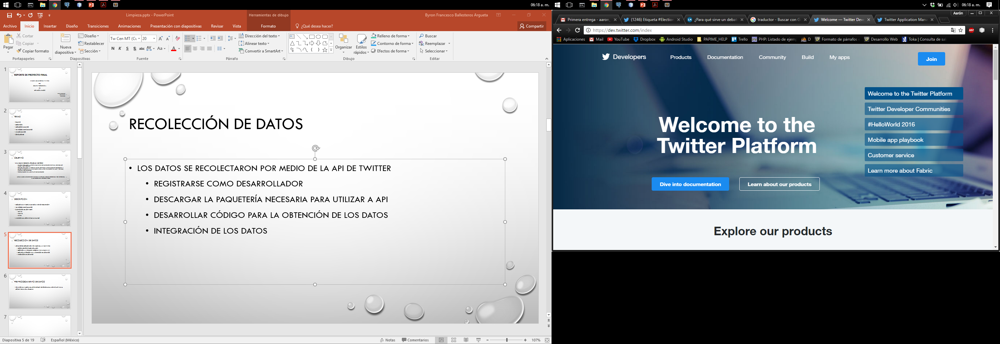 06:18 a. m.
06:18 a. m.
Limpieza.pptx - PowerPoint
Herramientas de dibujo
Byron Francesco Ballesteros Argueta
Archivo Inicio Insertar Diseño Transiciones Animaciones Presentación con diapositivas Revisar Vista Formato ¿Qué desea hacer? Compartir
Pegar
Cortar
Copiar
Copiar formato
Portapapeles
Nueva diapositiva
Diseño
Restablecer
Sección
Diapositivas
Tw Cen MT (Ct 20
N K S S abc AV Aa A
Fuente
Dirección del texto
Alinear texto
Convertir a SmartArt
Párrafo
Organizar
Estilos rápidos
Relleno de forma
Contorno de forma
Efectos de forma
Dibujo
Buscar
Reemplazar
Seleccionar
Editar
1
REPORTE DE PROYECTO FINAL
2
TEMAS
3
OBJETIVO
4
DESCRIPCIÓN
5
RECOLECCIÓN DE DATOS
6
PRE PROCESAMIENTO DE DATOS
7
RECOLECCIÓN DE DATOS
• LOS DATOS SE RECOLECTARON POR MEDIO DE LA API DE TWITTER
• REGISTRARSE COMO DESARROLLADOR
• DESCARGAR LA PAQUETERÍA NECESARIA PARA UTILIZAR A API
• DESARROLLAR CÓDIGO PARA LA OBTENCIÓN DE LOS DATOS
• INTEGRACIÓN DE LOS DATOS
Diapositiva 5 de 19 Español (México) Notas Comentarios 107%
Aarón
Primera entrega - aaron_ (1246) Etiqueta #Election ¿Para qué sirve un debat traductor - Buscar con G Welcome — Twitter Dev Twitter Application Mana
https://dev.twitter.com/index
ABP
Aplicaciones Mail YouTube Dropbox Android Studio PAPIME_HELP Trello PHP: Listado de ejem D Formato de párrafos e Desarrollo Web Toka | Consulta de sal
Developers Products Documentation Community Build My apps Join
Welcome to the
Twitter Platform
Dive into documentation Learn about our products
Welcome to the Twitter Platform
Twitter Developer Communities
#HelloWorld 2016
Mobile app playbook
Customer service
Learn more about Fabric
Explore our products